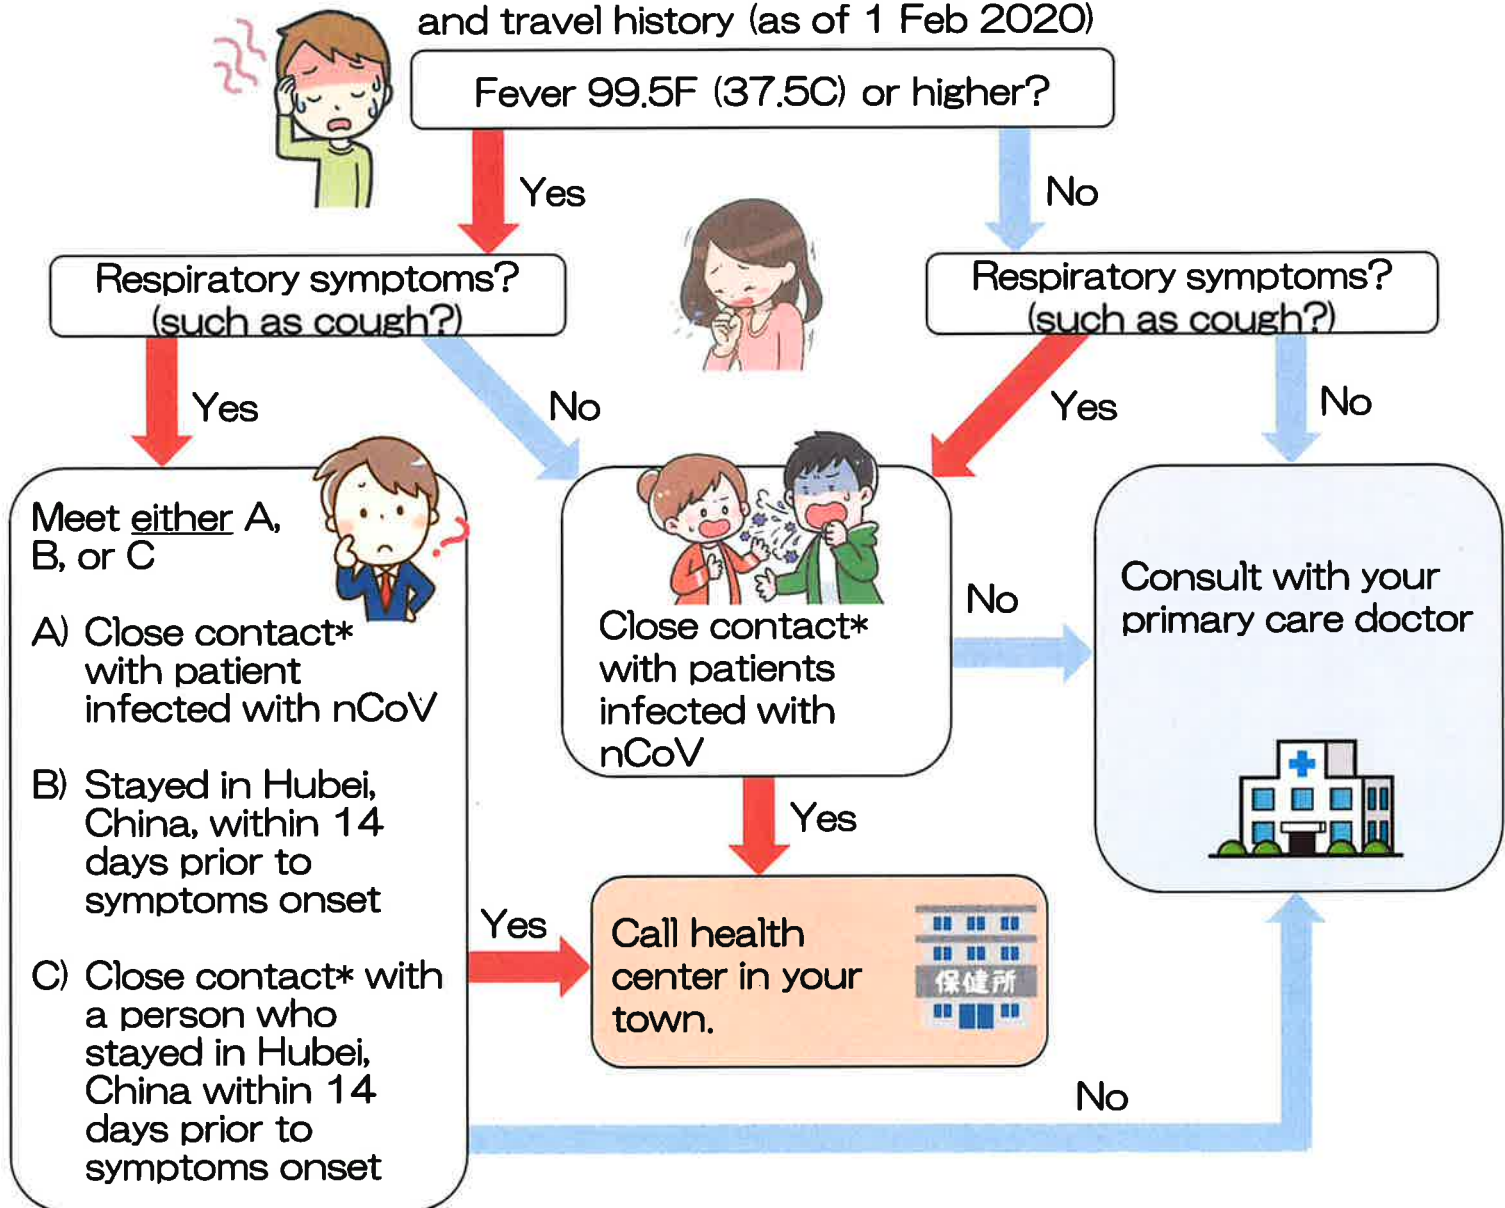 and travel history (as of 1 Feb 2020)
Fever 99.5F (37.5C) or higher?
Yes
No
Respiratory symptoms?
(such as cough?)
Respiratory symptoms?
(such as cough?)
Yes
No
Yes
No
Meet either A,
B, or C
A) Close contact*
with patient
infected with nCoV
B) Stayed in Hubei,
China, within 14
days prior to
symptoms onset
C) Close contact* with
a person who
stayed in Hubei,
China within 14
days prior to
symptoms onset
Close contact*
with patients
infected with
nCoV
No
Consult with your
primary care doctor
Yes
Yes
Call health
center in your
town.
保健所
No